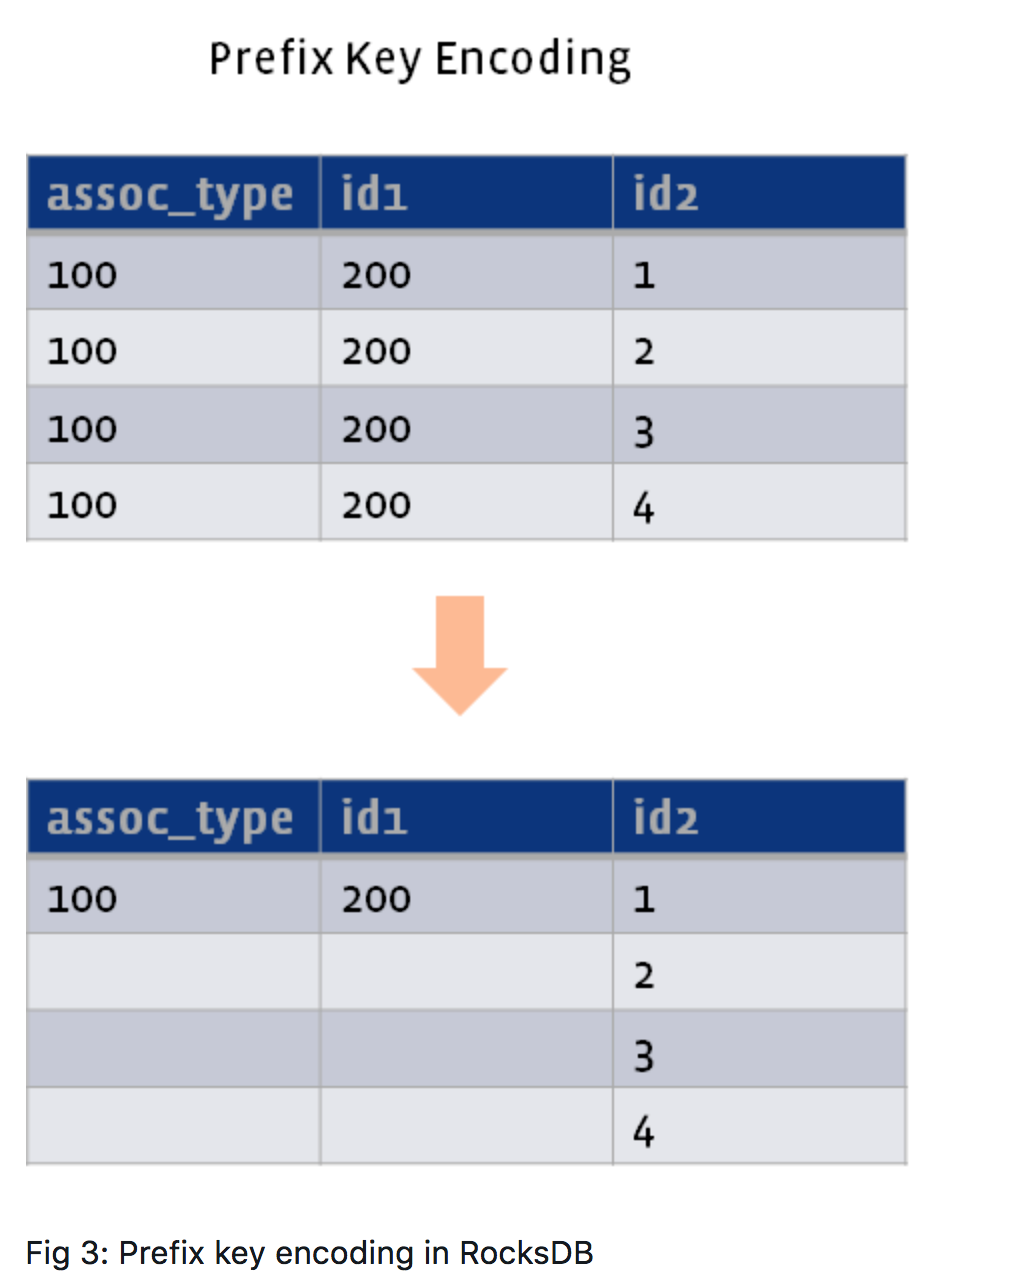 Prefix Key Encoding
assoc_type id1 id2
100 200 1
100 200 2
100 200 3
100 200 4
assoc_type id1 id2
100 200 1
2
3
4
Fig 3: Prefix key encoding in RocksDB